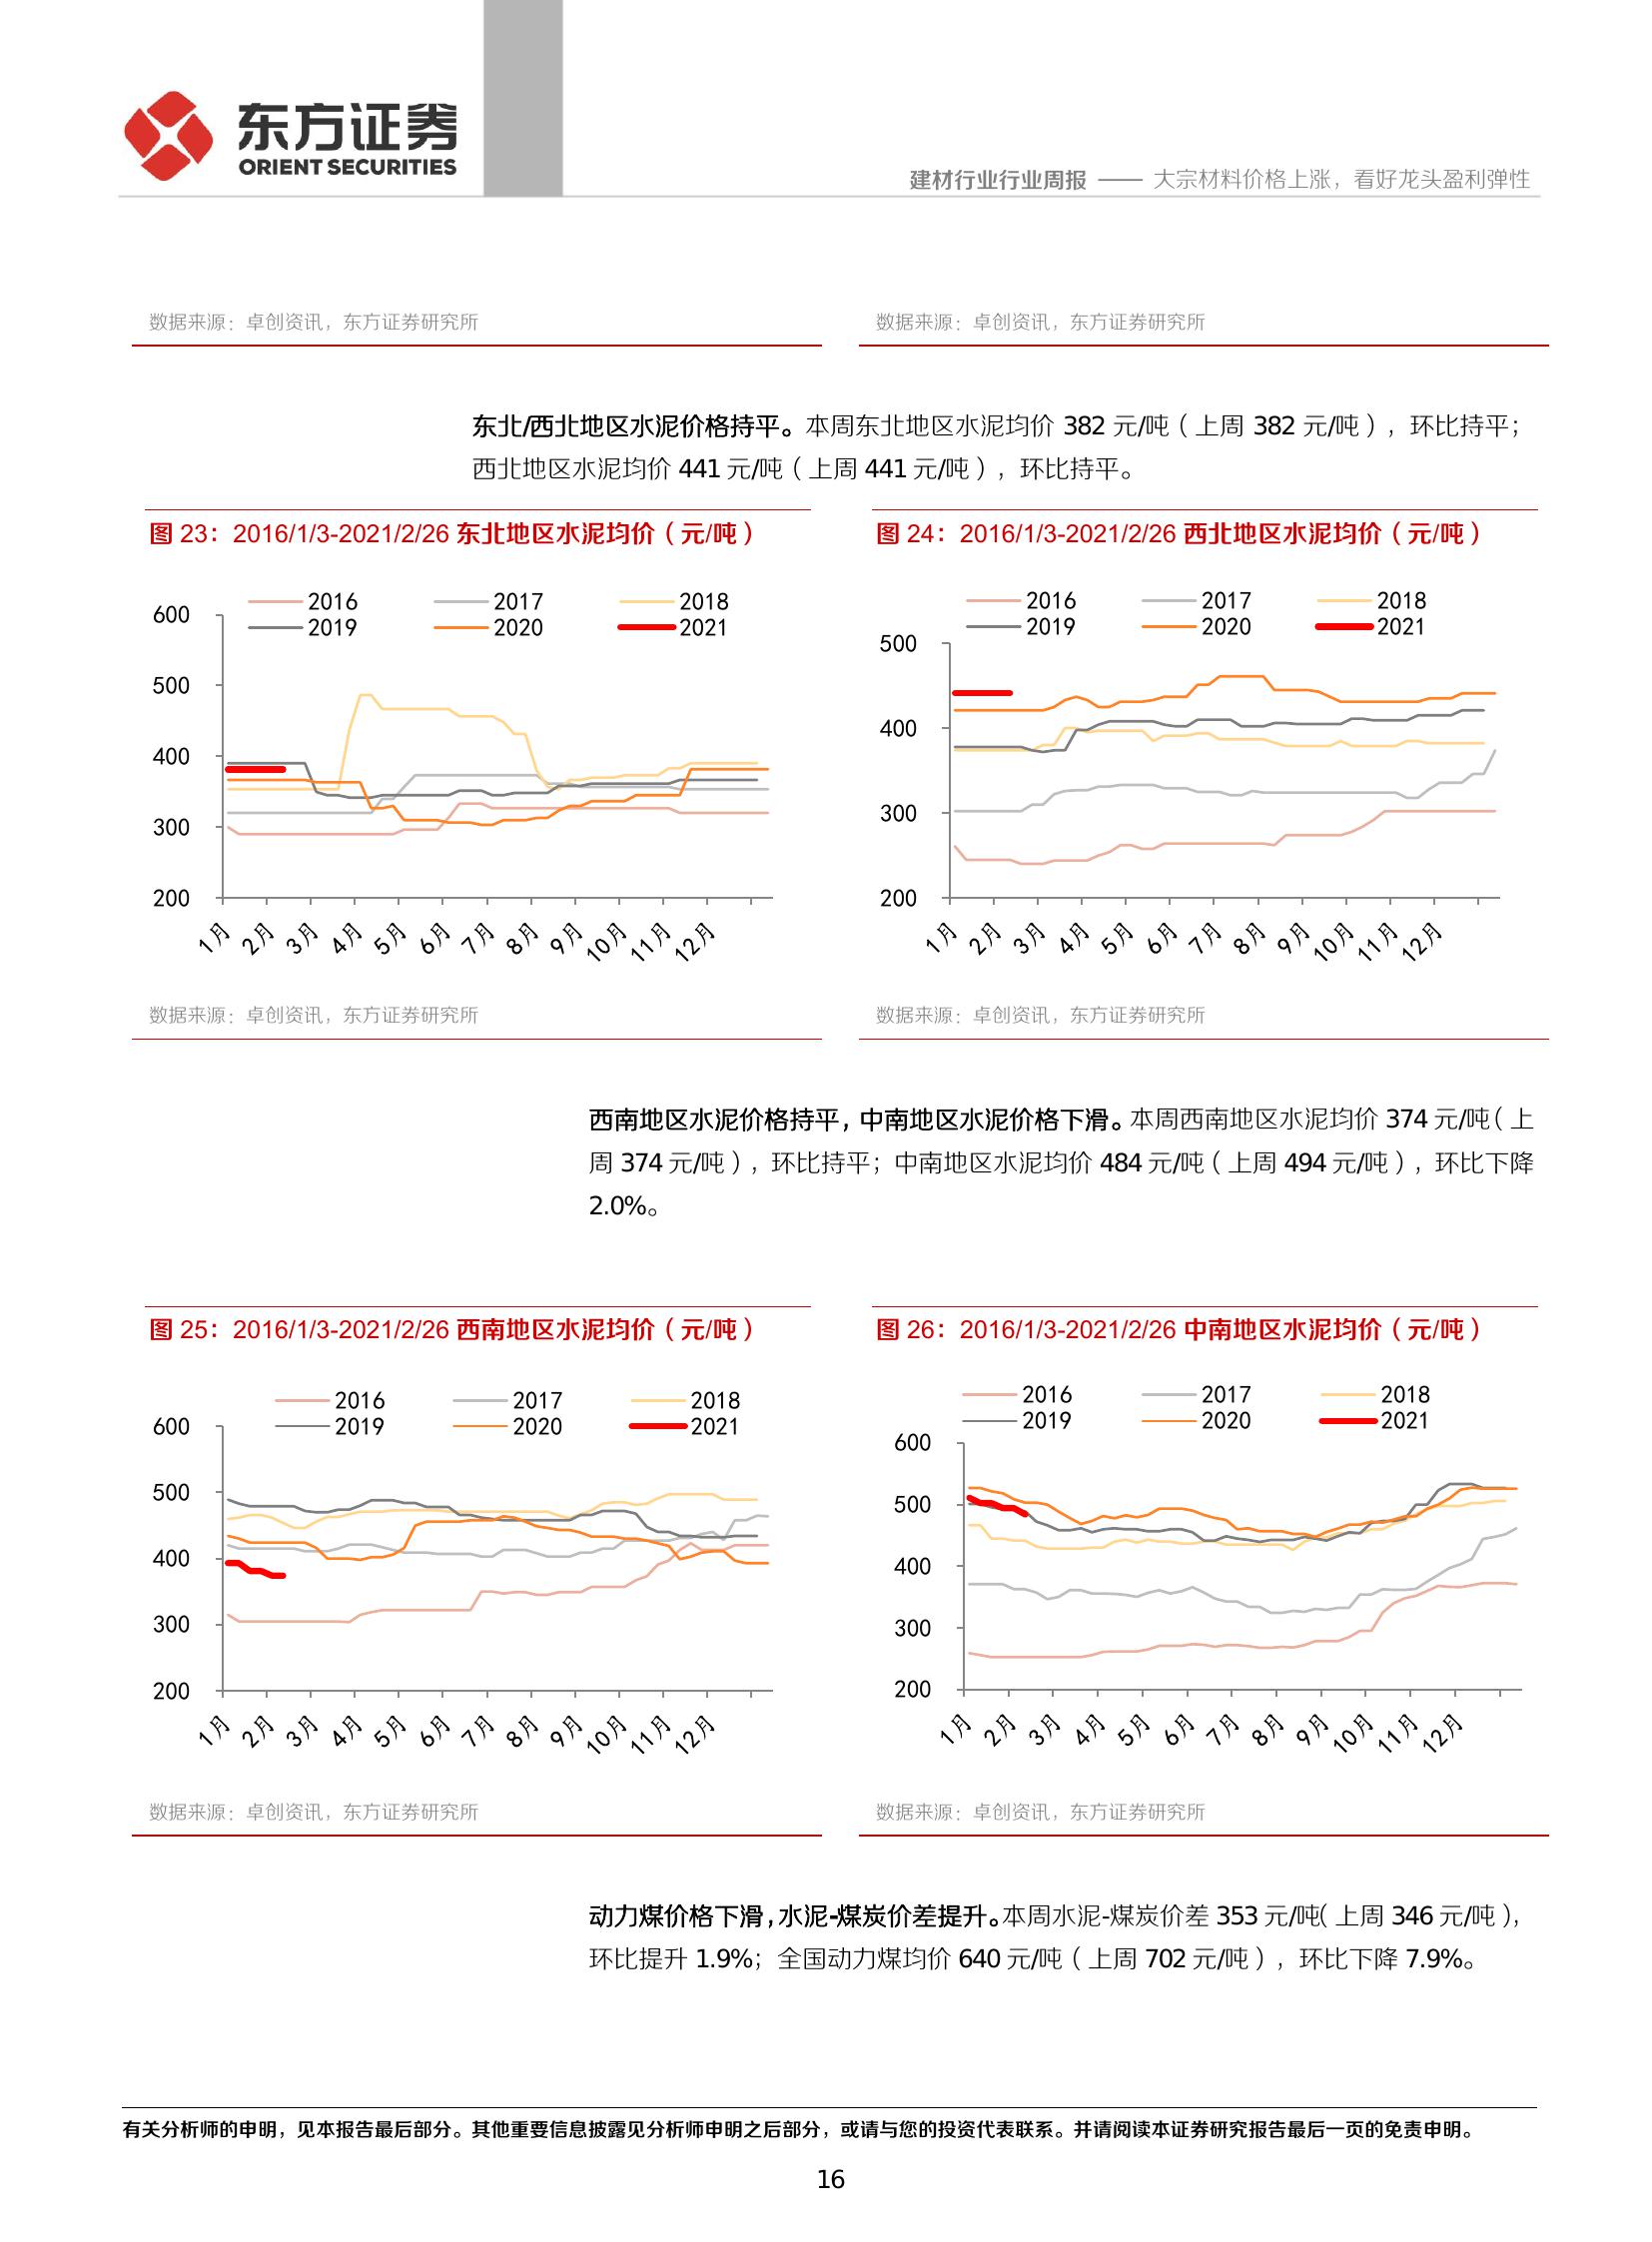 东方证券
ORIENT SECURITIES
建材行业行业周报 —— 大宗材料价格上涨，看好龙头盈利弹性
数据来源：卓创资讯，东方证券研究所
数据来源：卓创资讯，东方证券研究所
东北/西北地区水泥价格持平。本周东北地区水泥均价 382 元/吨（上周 382 元/吨），环比持平；
西北地区水泥均价 441 元/吨（上周 441 元/吨），环比持平。
图 23：2016/1/3-2021/2/26 东北地区水泥均价（元/吨）
2016 2017 2018
2019 2020 2021
600
500
400
300
200
1月 2月 3月 4月 5月 6月 7月 8月 9月 10月 11月 12月
数据来源：卓创资讯，东方证券研究所
图 24：2016/1/3-2021/2/26 西北地区水泥均价（元/吨）
2016 2017 2018
2019 2020 2021
500
400
300
200
1月 2月 3月 4月 5月 6月 7月 8月 9月 10月 11月 12月
数据来源：卓创资讯，东方证券研究所
西南地区水泥价格持平，中南地区水泥价格下滑。本周西南地区水泥均价 374 元/吨（上
周 374 元/吨），环比持平；中南地区水泥均价 484 元/吨（上周 494 元/吨），环比下降
2.0%。
图 25：2016/1/3-2021/2/26 西南地区水泥均价（元/吨）
2016 2017 2018
2019 2020 2021
600
500
400
300
200
1月 2月 3月 4月 5月 6月 7月 8月 9月 10月 11月 12月
数据来源：卓创资讯，东方证券研究所
图 26：2016/1/3-2021/2/26 中南地区水泥均价（元/吨）
2016 2017 2018
2019 2020 2021
600
500
400
300
200
1月 2月 3月 4月 5月 6月 7月 8月 9月 10月 11月 12月
数据来源：卓创资讯，东方证券研究所
动力煤价格下滑，水泥-煤炭价差提升。本周水泥-煤炭价差 353 元/吨（上周 346 元/吨），
环比提升 1.9%；全国动力煤均价 640 元/吨（上周 702 元/吨），环比下降 7.9%。
有关分析师的申明，见本报告最后部分。其他重要信息披露见分析师申明之后部分，或请与您的投资代表联系。并请阅读本证券研究报告最后一页的免责申明。
16